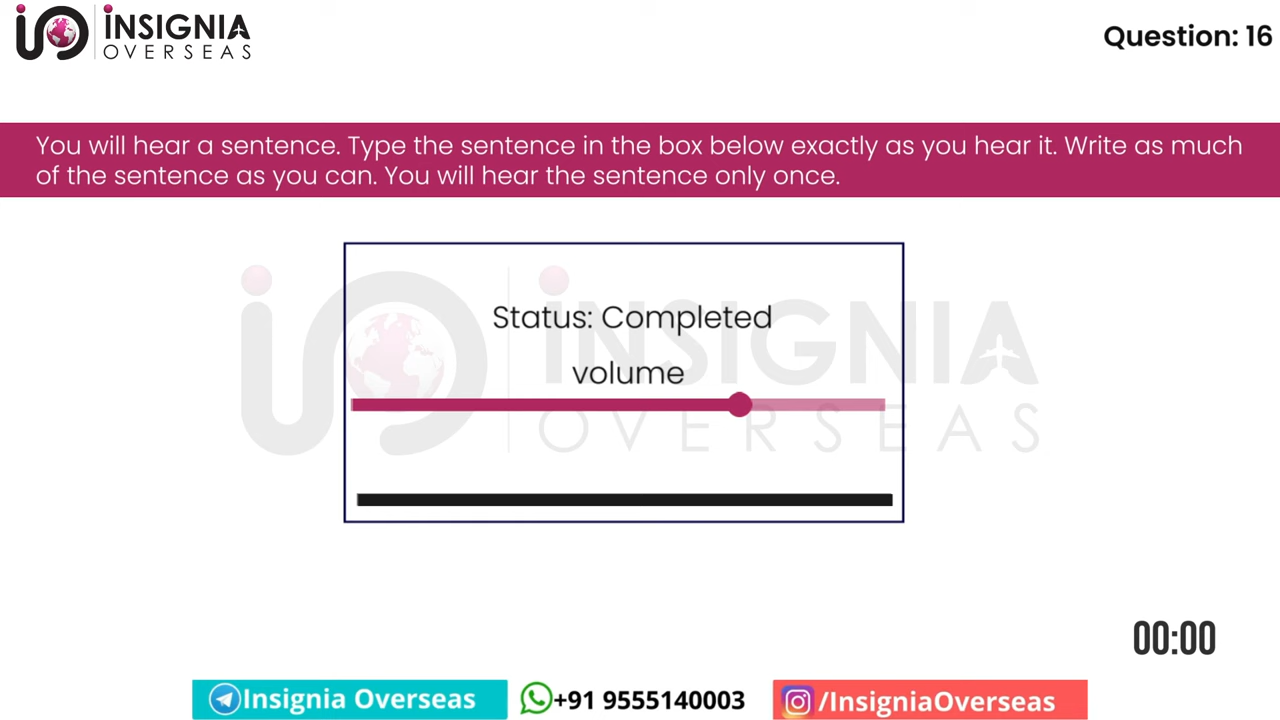 iNSIGNIA
OVERSEAS
Question: 16
You will hear a sentence. Type the sentence in the box below exactly as you hear it. Write as much
of the sentence as you can. You will hear the sentence only once.
iNSIGNIA
OVERSEAS
Status: Completed
volume
00:00
Insignia Overseas
+91 9555140003
/InsigniaOverseas